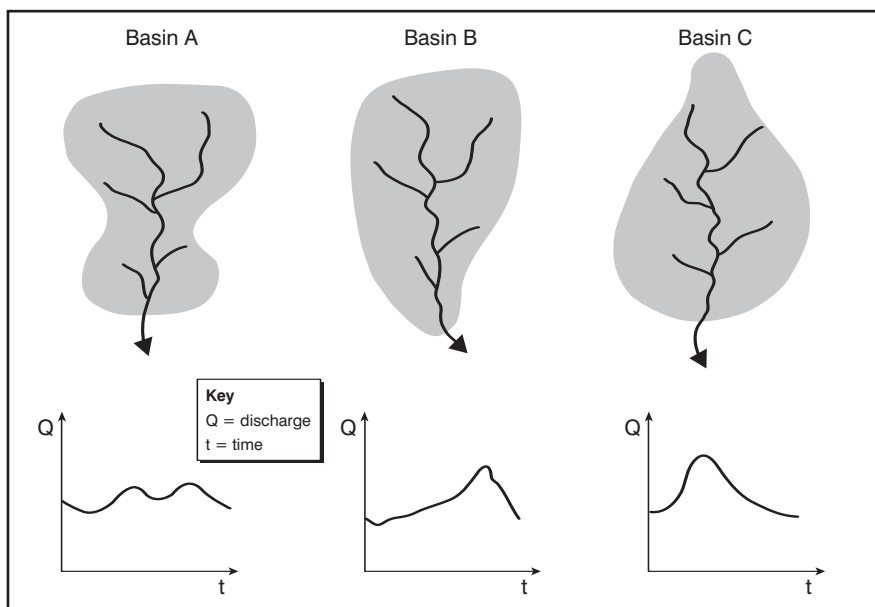 Basin A
Basin B
Basin C
Key
Q = discharge
t = time
Q
t
Q
t
Q
t